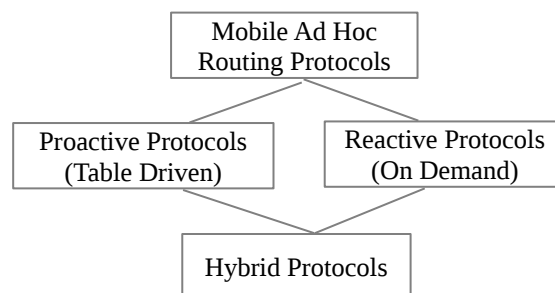 Mobile Ad Hoc
Routing Protocols
Proactive Protocols
(Table Driven)
Reactive Protocols
(On Demand)
Hybrid Protocols